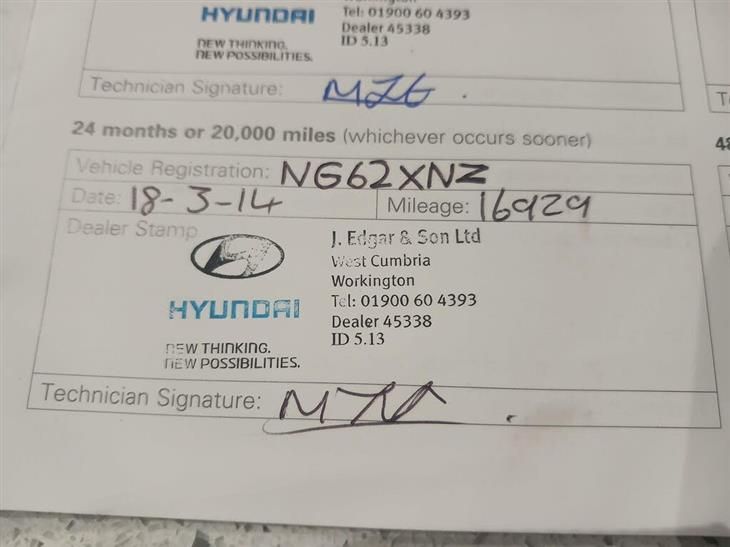 Tel: 01900 60 4393
HYUNDAI
Dealer 45338
ID 5.13
NEW THINKING.
NEW POSSIBILITIES.
Technician Signature:
24 months or 20,000 miles (whichever occurs sooner)
48
Vehicle Registration: NG62XNZ
Date: 18-3-14 Mileage: 16929
Dealer Stamp
J. Edgar & Son Ltd
West Cumbria
Workington
HYUNDAI
Tel: 01900 60 4393
Dealer 45338
ID 5.13
NEW THINKING.
NEW POSSIBILITIES.
Technician Signature: